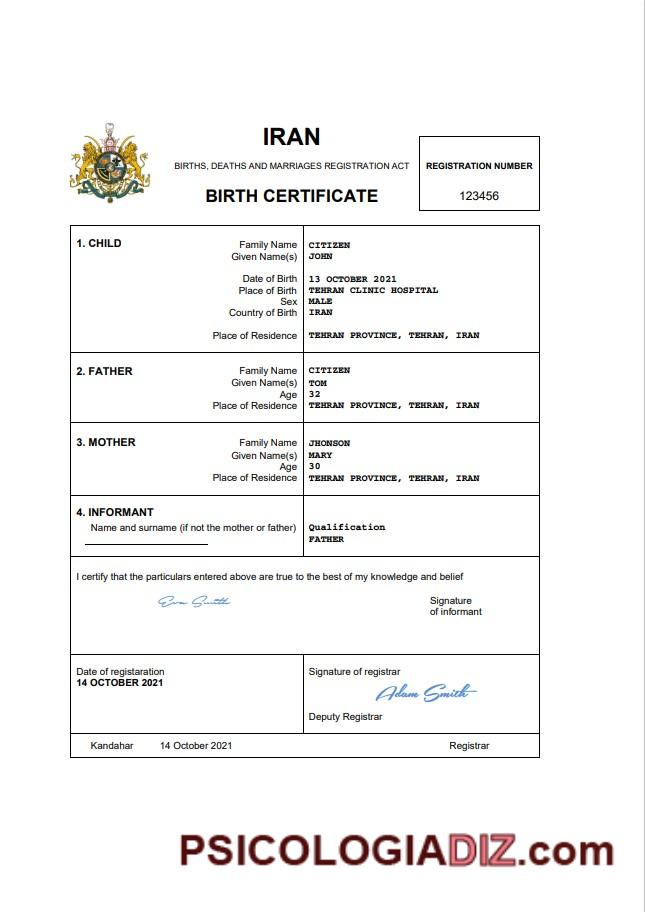 IRAN
BIRTHS, DEATHS AND MARRIAGES REGISTRATION ACT
BIRTH CERTIFICATE
REGISTRATION NUMBER
123456
1. CHILD
Family Name CITIZEN
Given Name(s) JOHN
Date of Birth 13 OCTOBER 2021
Place of Birth TEHRAN CLINIC HOSPITAL
Sex MALE
Country of Birth IRAN
Place of Residence TEHRAN PROVINCE, TEHRAN, IRAN
2. FATHER
Family Name CITIZEN
Given Name(s) TOM
Age 32
Place of Residence TEHRAN PROVINCE, TEHRAN, IRAN
3. MOTHER
Family Name JHONSON
Given Name(s) MARY
Age 30
Place of Residence TEHRAN PROVINCE, TEHRAN, IRAN
4. INFORMANT
Name and surname (if not the mother or father) Qualification
FATHER
I certify that the particulars entered above are true to the best of my knowledge and belief
Eva Smith
Signature
of informant
Date of registaration
14 OCTOBER 2021
Signature of registrar
Adam Smith
Deputy Registrar
Kandahar 14 October 2021 Registrar
PSICOLOGIADIZ.com